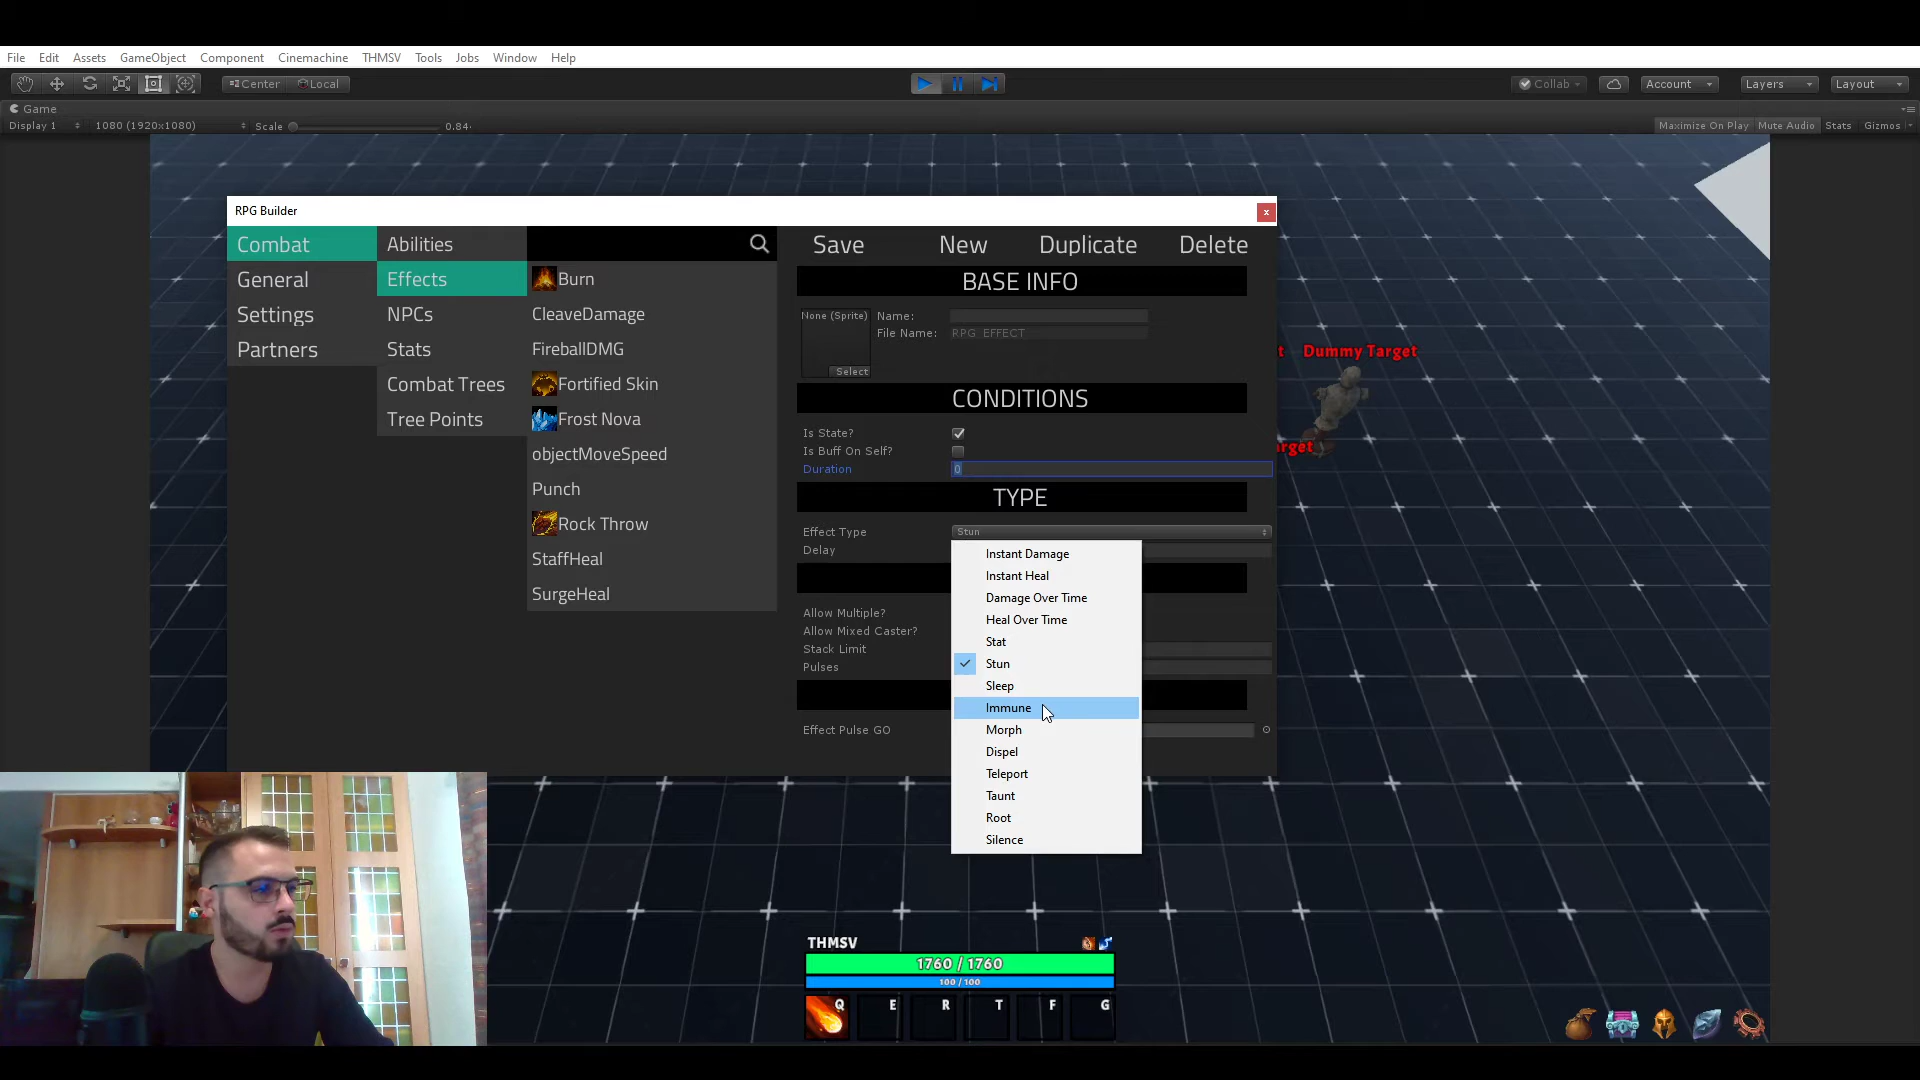 File Edit Assets GameObject Component Cinemachine THMSV Tools Jobs Window Help
Center Local Collab Account Layers Layout
Game
Display 1 1080 (1920x1080) Scale 0.84 Maximize On Play Mute Audio Stats Gizmos
RPG Builder x
Combat Abilities Save New Duplicate Delete
General Effects Burn BASE INFO
Settings NPCs CleaveDamage None (Sprite) Name:
File Name: RPG_EFFECT
Partners Stats FireballDMG Dummy Target
Select
Combat Trees Fortified Skin CONDITIONS
Tree Points Frost Nova
Is State?
objectMoveSpeed Is Buff On Self? rget
Duration 0
Punch TYPE
Rock Throw Effect Type Stun
StaffHeal Delay Instant Damage
Instant Heal
SurgeHeal Damage Over Time
Allow Multiple? Heal Over Time
Allow Mixed Caster? Stat
Stack Limit Stun
Pulses Sleep
Immune
Effect Pulse GO Morph
Dispel
Teleport
Taunt
Root
Silence
THMSV
1760 / 1760
100 / 100
Q E R T F G